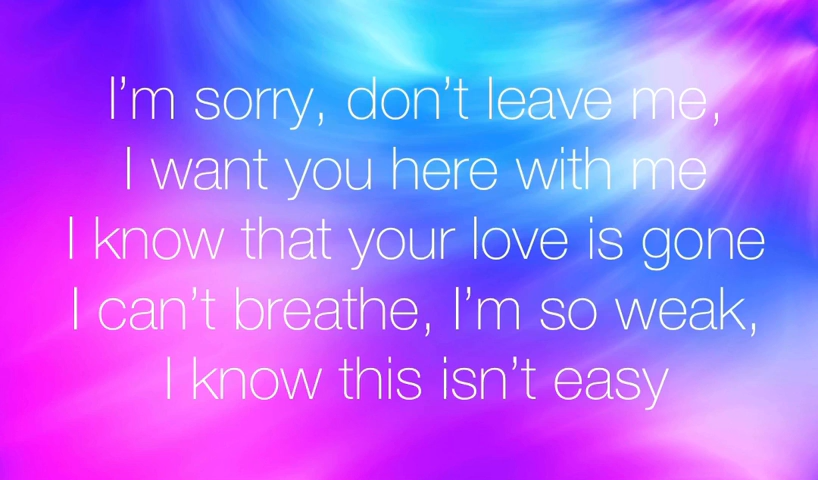 I’m sorry, don’t leave me,
I want you here with me
I know that your love is gone
I can’t breathe, I’m so weak,
I know this isn’t easy